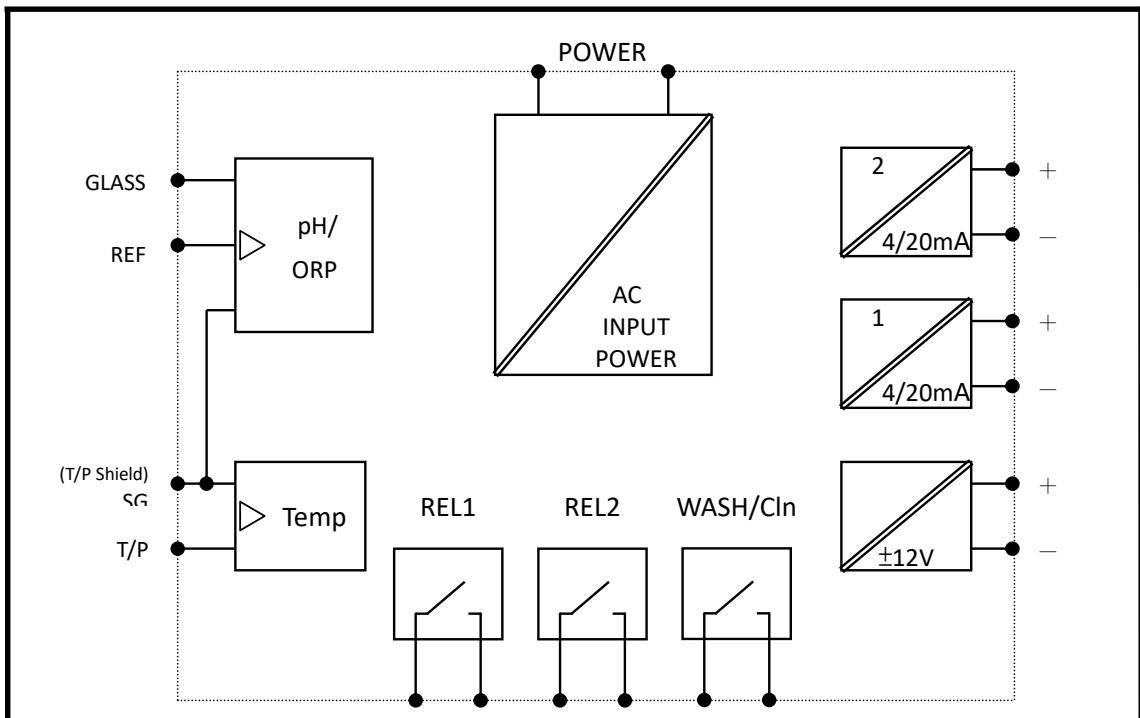 POWER
GLASS
REF
pH/
ORP
AC
INPUT
POWER
2
4/20mA
+
−
1
4/20mA
+
−
(T/P Shield)
SG
T/P
Temp
REL1
REL2
WASH/Cln
±12V
+
−